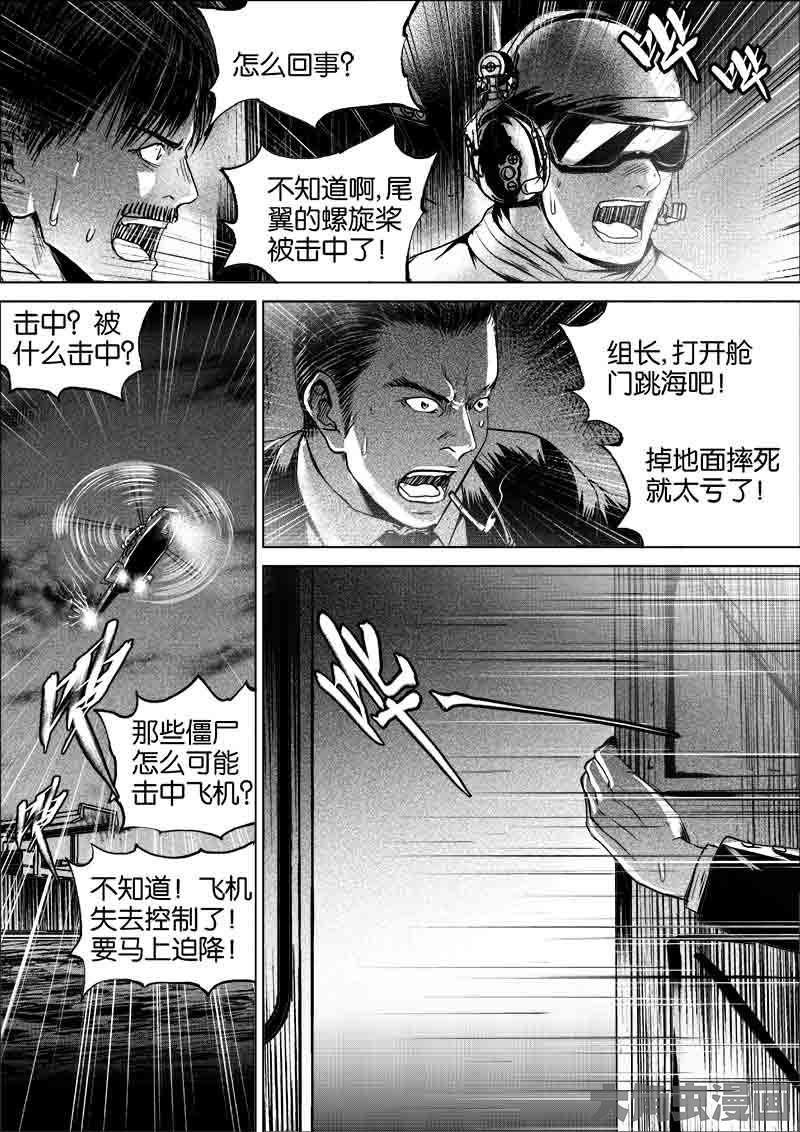 怎么回事？
哔
哔
不知道啊，尾
翼的螺旋桨
被击中了！
击中？被
什么击中？
组长，打开舱
门跳海吧！
掉地面摔死
就太亏了！
那些僵尸
怎么可能
击中飞机？
不知道！飞机
失去控制了！
要马上迫降！